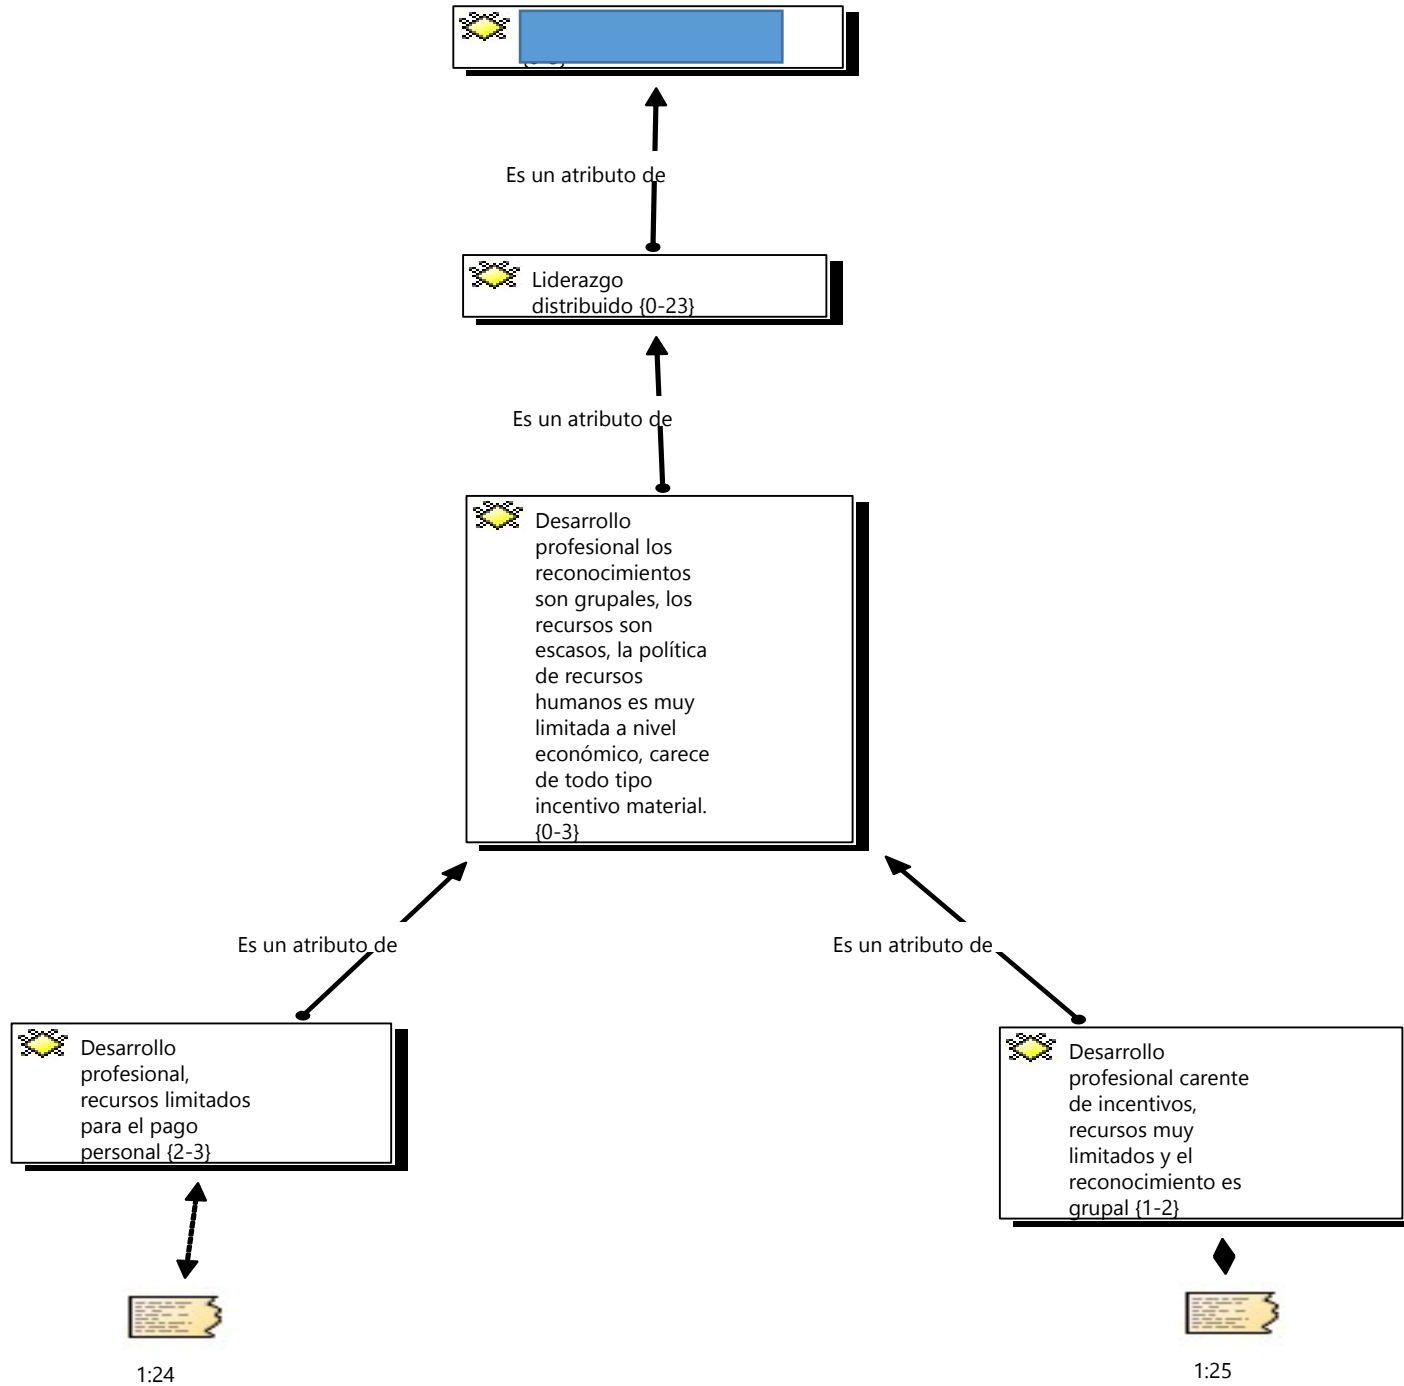 Es un atributo de
Liderazgo
distribuido {0-23}
Es un atributo de
Desarrollo
profesional los
reconocimientos
son grupales, los
recursos son
escasos, la política
de recursos
humanos es muy
limitada a nivel
económico, carece
de todo tipo
incentivo material.
{0-3}
Es un atributo de
Es un atributo de
Desarrollo
profesional,
recursos limitados
para el pago
personal {2-3}
Desarrollo
profesional carente
de incentivos,
recursos muy
limitados y el
reconocimiento es
grupal {1-2}
1:24
1:25